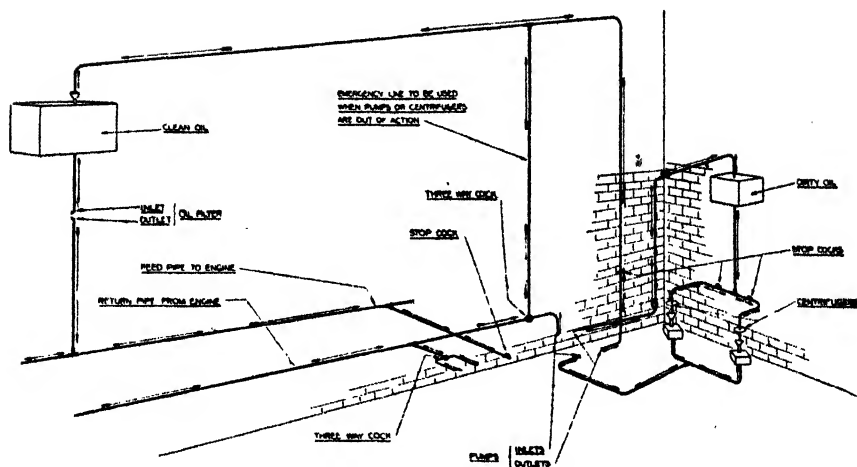 EMERGENCY LINE TO BE USED
WHEN PUMPS OR CENTRIFUGERS
ARE OUT OF ACTION
CLEAN OIL
DIRTY OIL
THREE WAY COCK
INLET
OUTLET
OIL FILTER
STOP COCK
STOP COCKS
FEED PIPE TO ENGINE
RETURN PIPE FROM ENGINE
CENTRIFUGERS
THREE WAY COCK
PUMPS
INLETS
OUTLETS